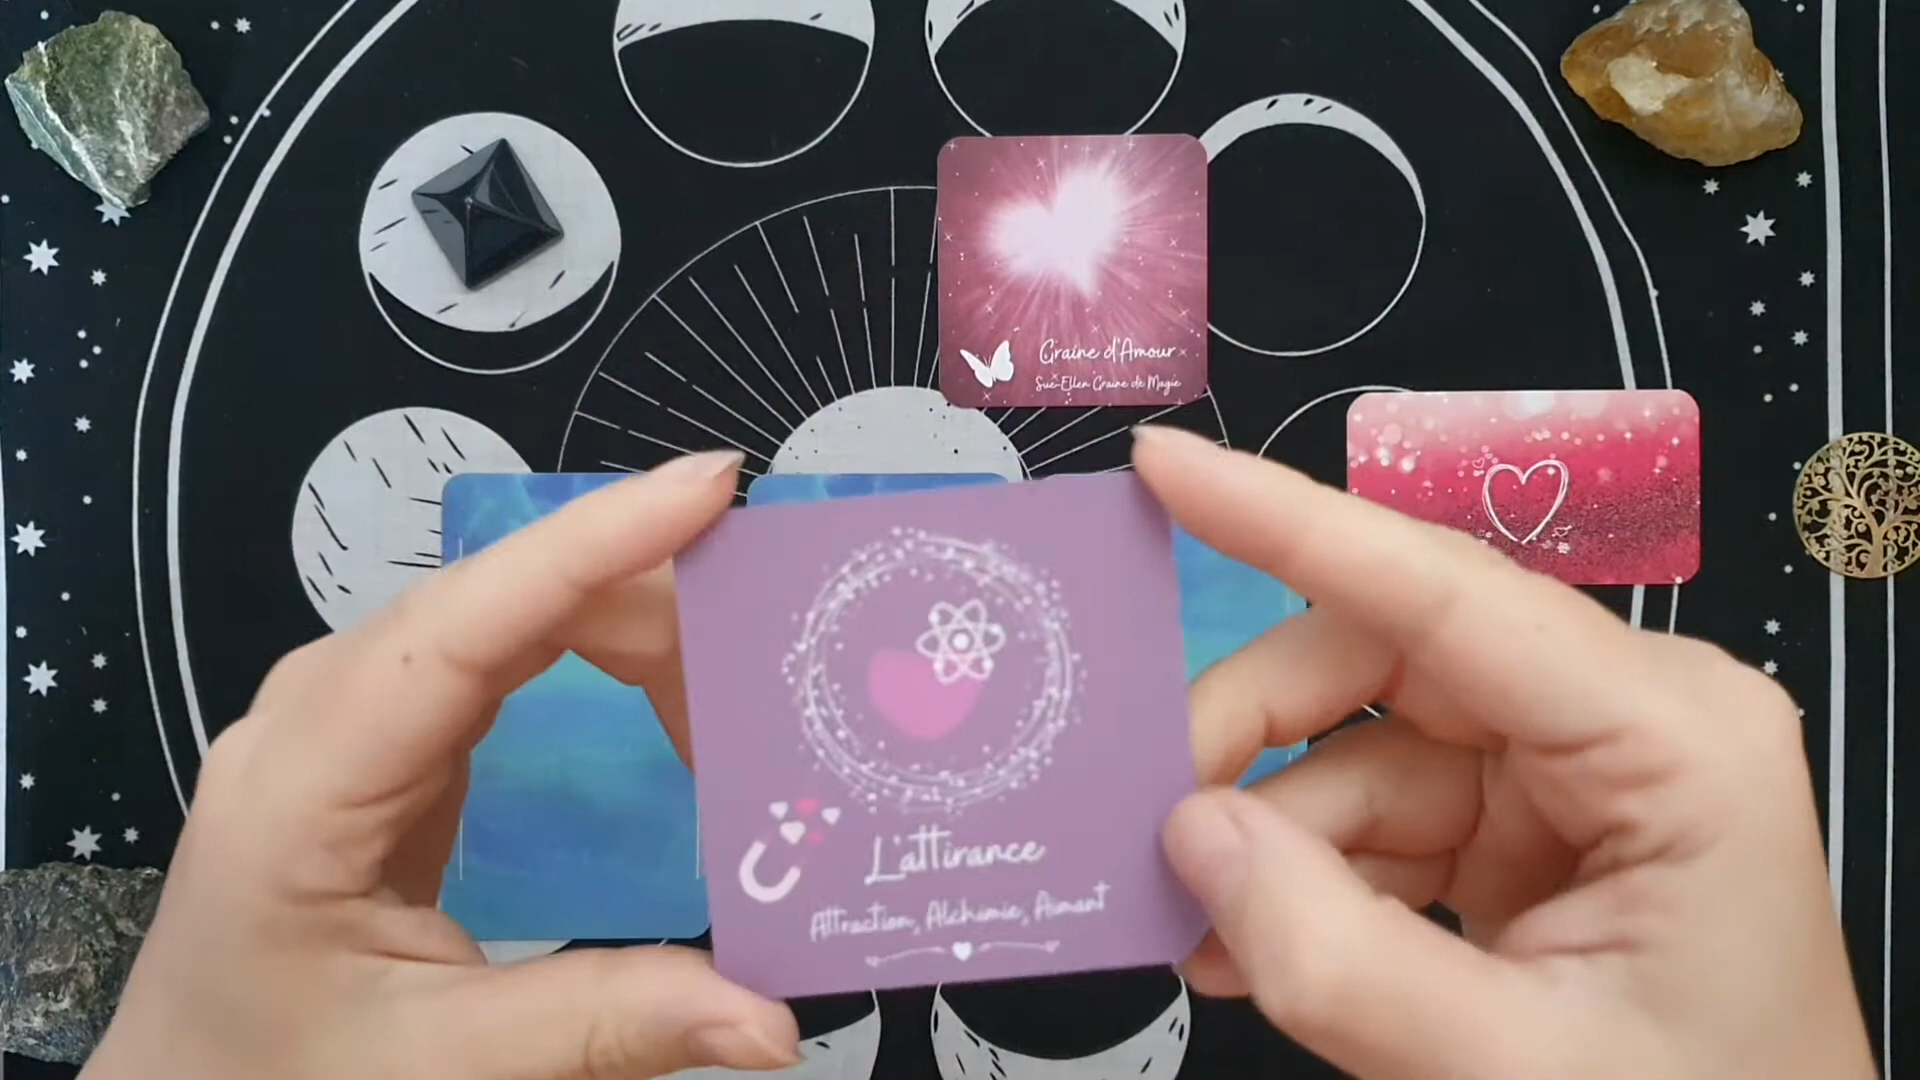 Graine d'Amour
Sue-Ellen Graine de Magie
L'attirance
Attraction, Alchimie, Aimant